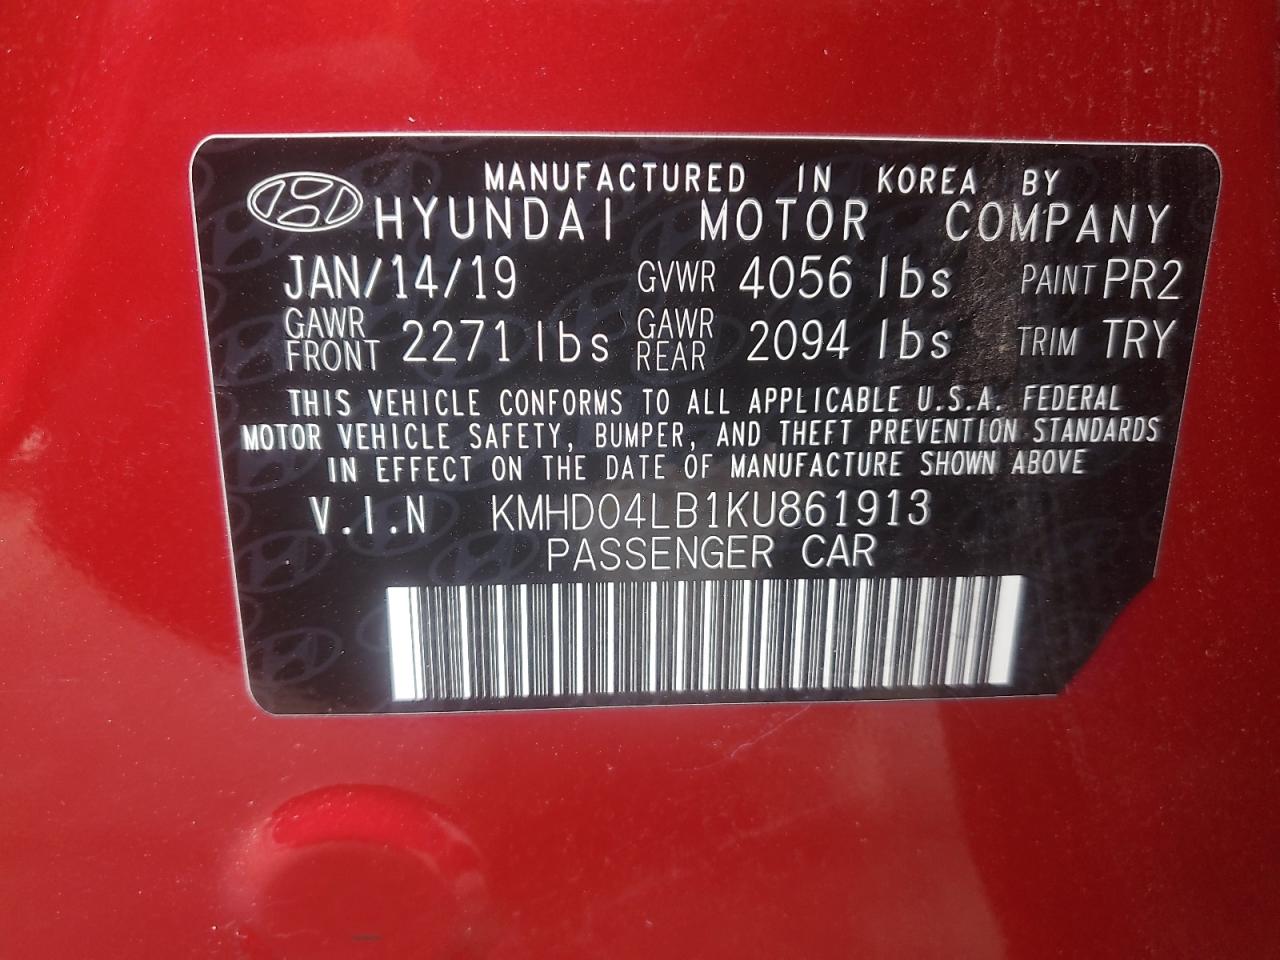 MANUFACTURED IN KOREA BY
HYUNDAI MOTOR COMPANY
JAN/14/19 GVWR 4056 lbs PAINT PR2
GAWR FRONT 2271 lbs GAWR REAR 2094 lbs TRIM TRY
THIS VEHICLE CONFORMS TO ALL APPLICABLE U.S.A. FEDERAL
MOTOR VEHICLE SAFETY, BUMPER, AND THEFT PREVENTION STANDARDS
IN EFFECT ON THE DATE OF MANUFACTURE SHOWN ABOVE
V.I.N KMHD04LB1KU861913
PASSENGER CAR